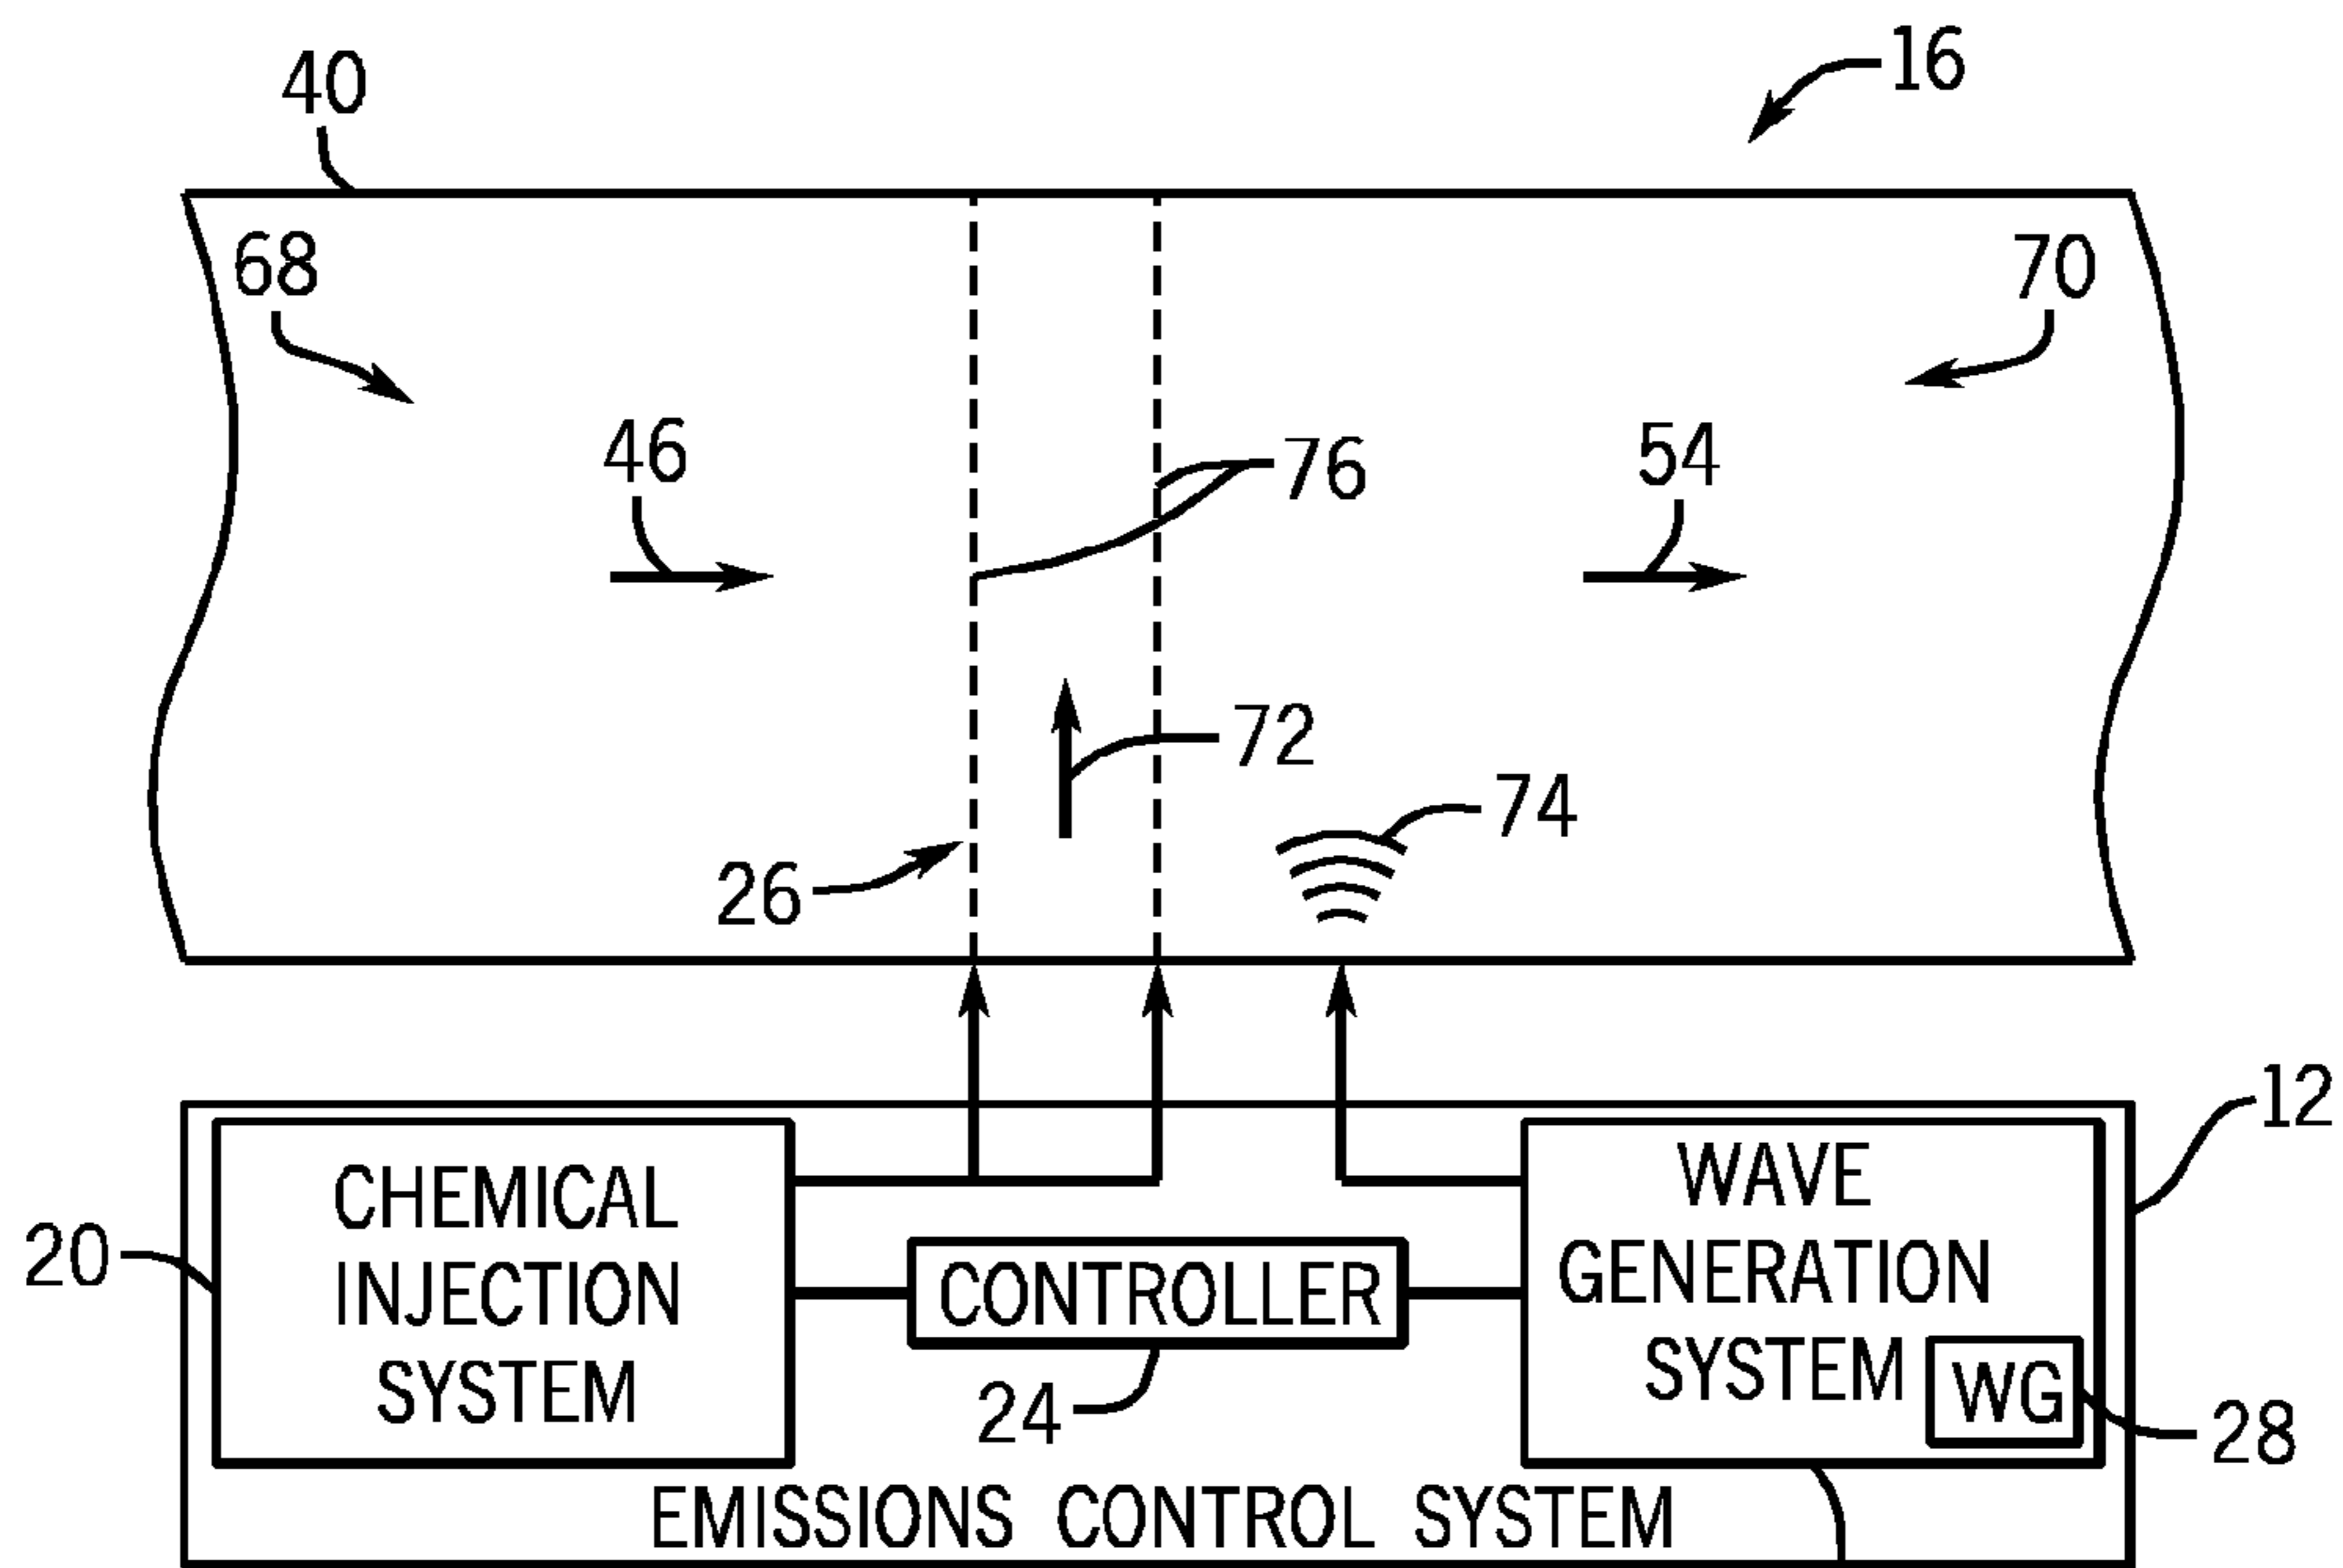 16
40
68
70
46
76
54
72
74
26
12
CHEMICAL
INJECTION
SYSTEM
20
CONTROLLER
24
WAVE
GENERATION
SYSTEM
WG
28
EMISSIONS CONTROL SYSTEM